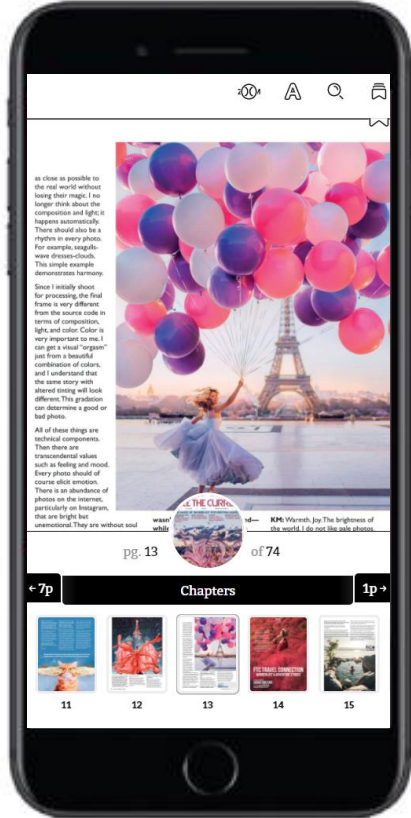 A
as close as possible to
the real world without
losing their magic. I no
longer think about the
composition and light; it
happens automatically.
There should also be a
rhythm in every photo.
For example, seagulls-
wave dresses-clouds.
This simple example
demonstrates harmony.
Since I initially shoot
for processing, the final
frame is very different
from the source code in
terms of composition,
light, and color. Color is
very important to me. I
can get a visual "orgasm"
just from a beautiful
combination of colors,
and I understand that
the same story with
altered tinting will look
different. This gradation
can determine a good or
bad photo.
All of these things are
technical components.
Then there are
transcendental values
such as feeling and mood.
Every photo should of
course elicit emotion.
There is an abundance of
photos on the internet,
particularly on Instagram,
that are bright but
unemotional. They are without soul
wasn'
while
KM: Warmth, Joy. The brightness of
the world. I do not like pale photos.
THE CURR
pg. 13
of 74
← 7p
Chapters
1p →
FTC TRAVEL CONNECTION
11
12
13
14
15